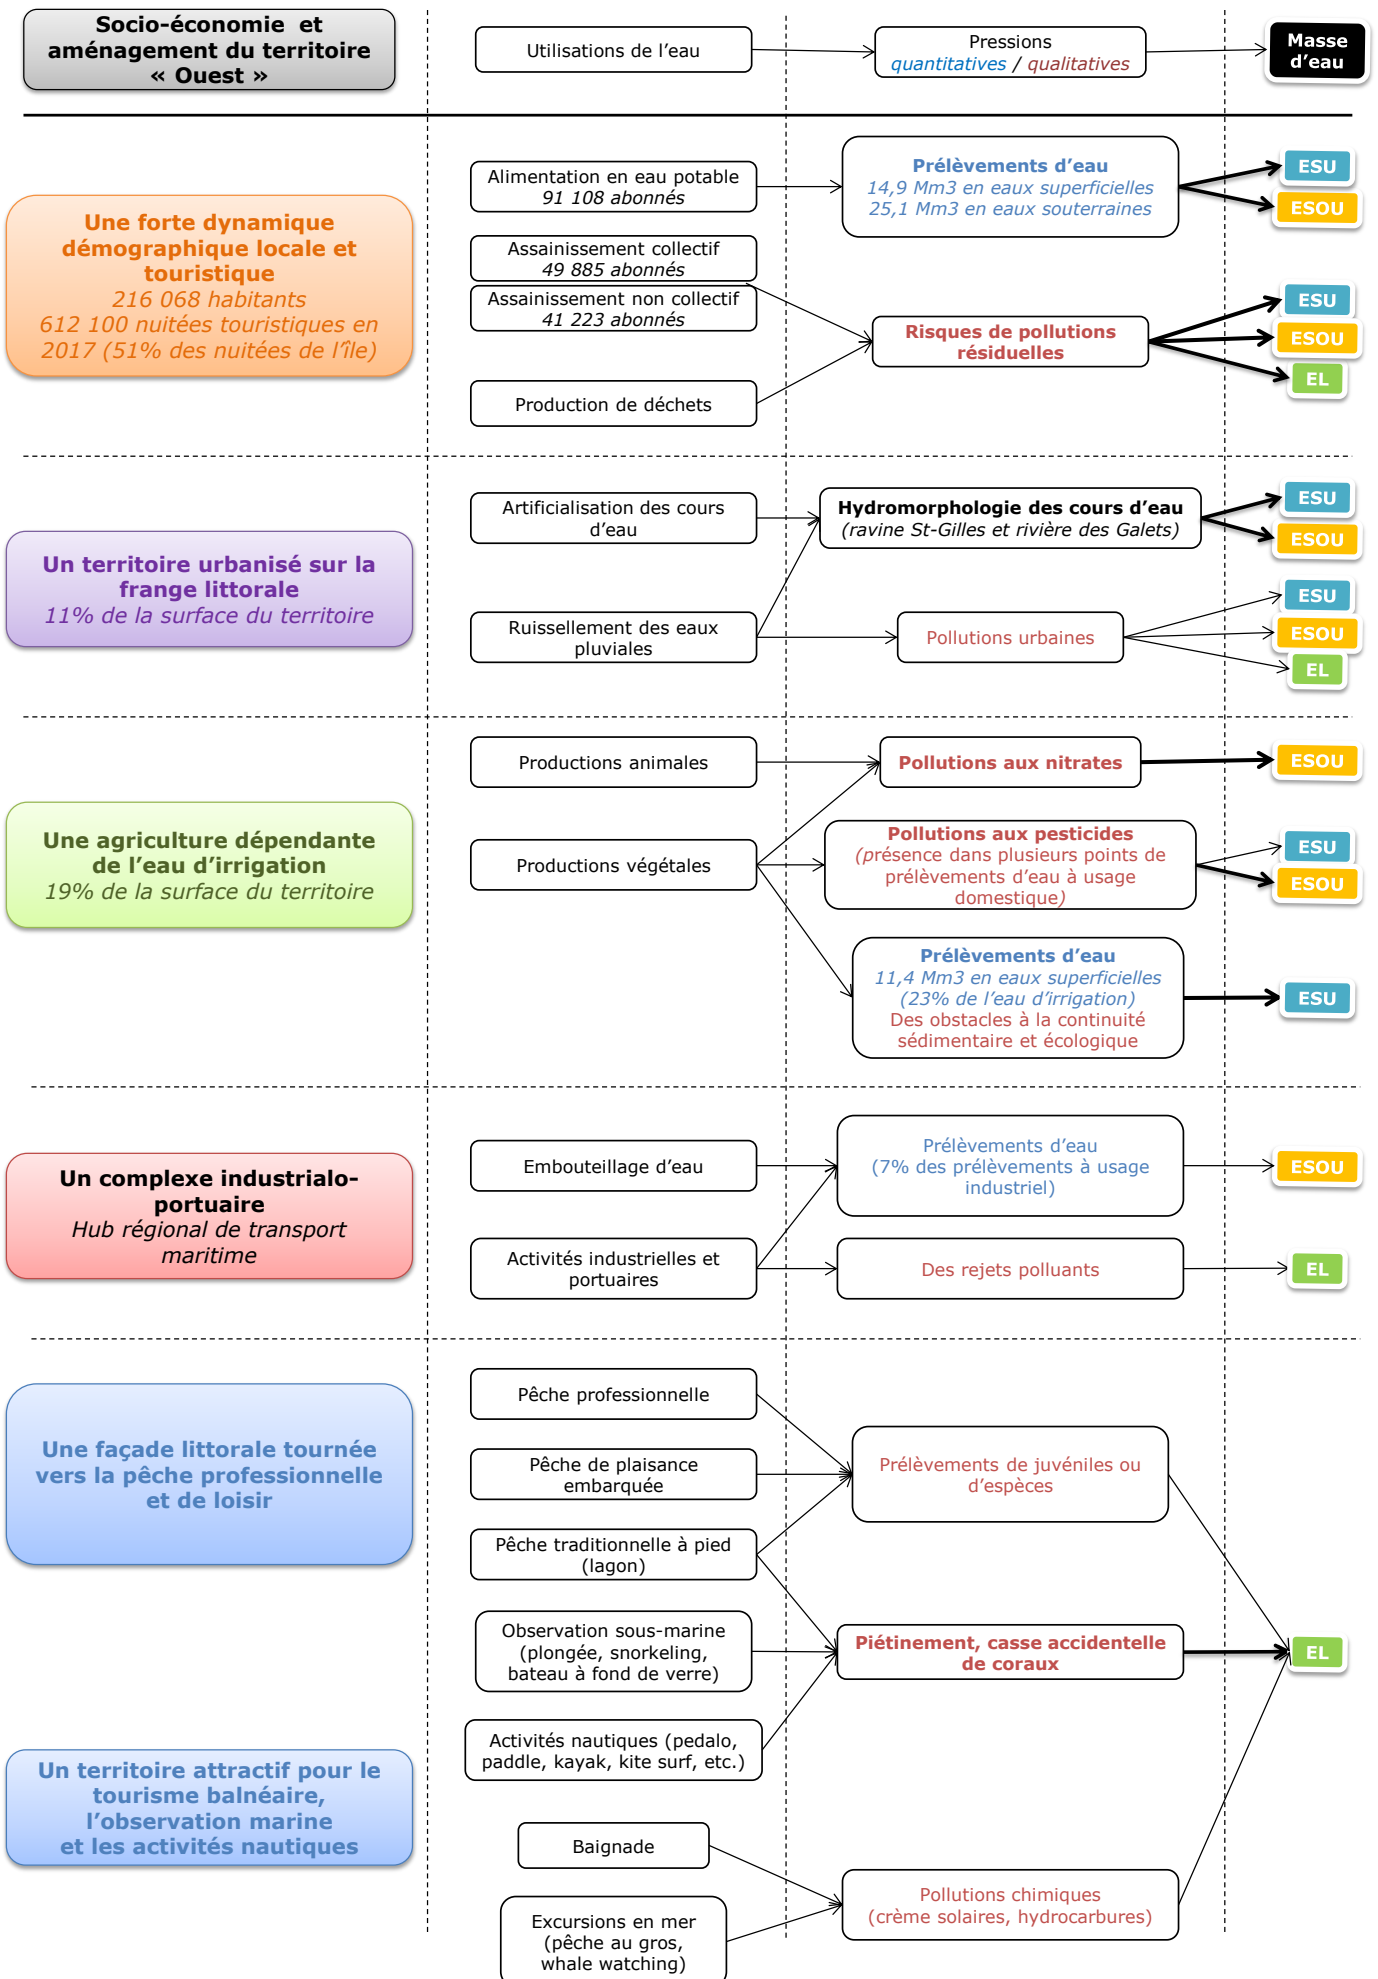 Socio-économie et
aménagement du territoire
« Ouest »
Utilisations de l’eau
Pressions
quantitatives / qualitatives
Masse
d’eau
Une forte dynamique
démographique locale et
touristique
216 068 habitants
612 100 nuitées touristiques en
2017 (51% des nuitées de l’île)
Alimentation en eau potable
91 108 abonnés
Prélèvements d’eau
14,9 Mm3 en eaux superficielles
25,1 Mm3 en eaux souterraines
ESU
ESOU
Assainissement collectif
49 885 abonnés
Assainissement non collectif
41 223 abonnés
Production de déchets
Risques de pollutions
résiduelles
ESU
ESOU
EL
Un territoire urbanisé sur la
frange littorale
11% de la surface du territoire
Artificialisation des cours
d’eau
Hydromorphologie des cours d’eau
(ravine St-Gilles et rivière des Galets)
ESU
ESOU
Ruissellement des eaux
pluviales
Pollutions urbaines
ESU
ESOU
EL
Une agriculture dépendante
de l’eau d’irrigation
19% de la surface du territoire
Productions animales
Pollutions aux nitrates
ESOU
Productions végétales
Pollutions aux pesticides
(présence dans plusieurs points de
prélèvements d’eau à usage
domestique)
ESU
ESOU
Prélèvements d’eau
11,4 Mm3 en eaux superficielles
(23% de l’eau d’irrigation)
Des obstacles à la continuité
sédimentaire et écologique
ESU
Un complexe industrialo-
portuaire
Hub régional de transport
maritime
Embouteillage d’eau
Prélèvements d’eau
(7% des prélèvements à usage
industriel)
ESOU
Activités industrielles et
portuaires
Des rejets polluants
EL
Une façade littorale tournée
vers la pêche professionnelle
et de loisir
Pêche professionnelle
Pêche de plaisance
embarquée
Pêche traditionnelle à pied
(lagon)
Prélèvements de juvéniles ou
d’espèces
Observation sous-marine
(plongée, snorkeling,
bateau à fond de verre)
Piétinement, casse accidentelle
de coraux
EL
Activités nautiques (pedalo,
paddle, kayak, kite surf, etc.)
Un territoire attractif pour le
tourisme balnéaire,
l’observation marine
et les activités nautiques
Baignade
Excursions en mer
(pêche au gros,
whale watching)
Pollutions chimiques
(crème solaires, hydrocarbures)